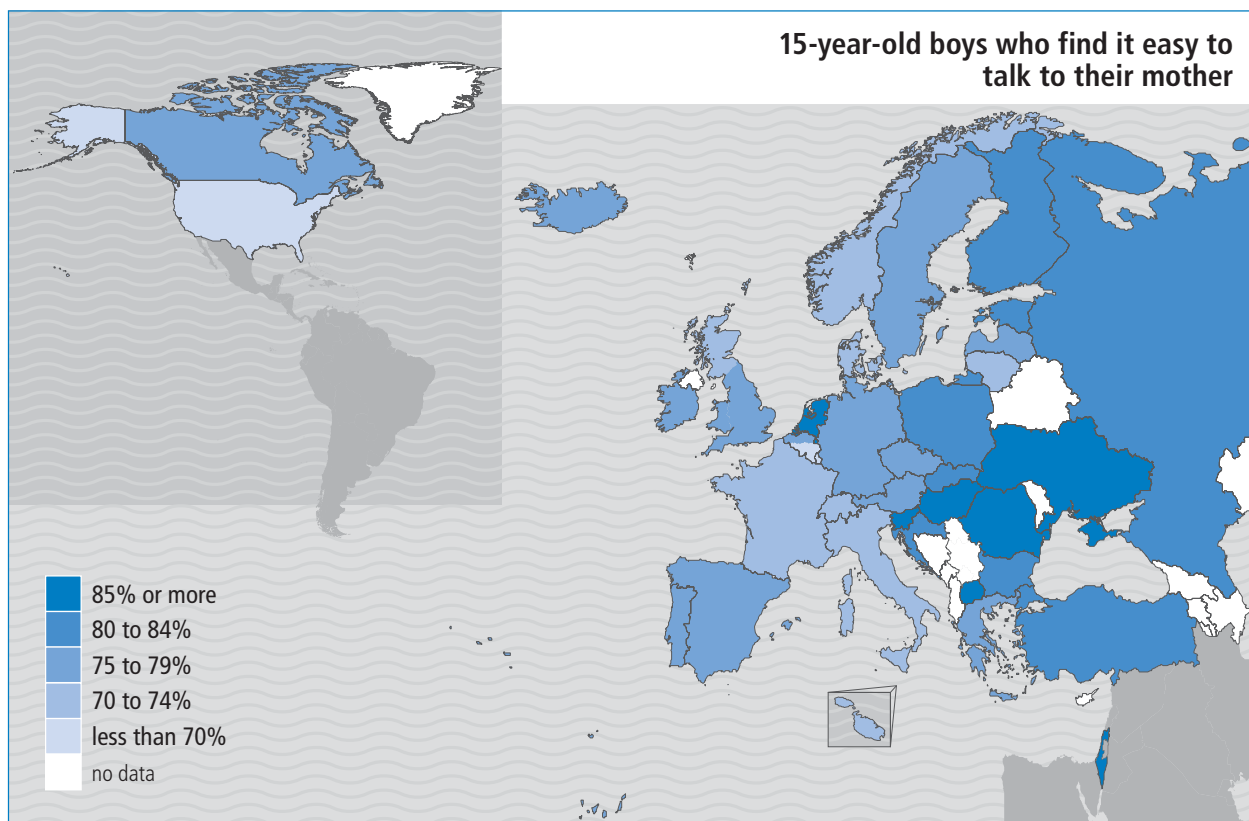 15-year-old boys who find it easy to
talk to their mother
85% or more
80 to 84%
75 to 79%
70 to 74%
less than 70%
no data